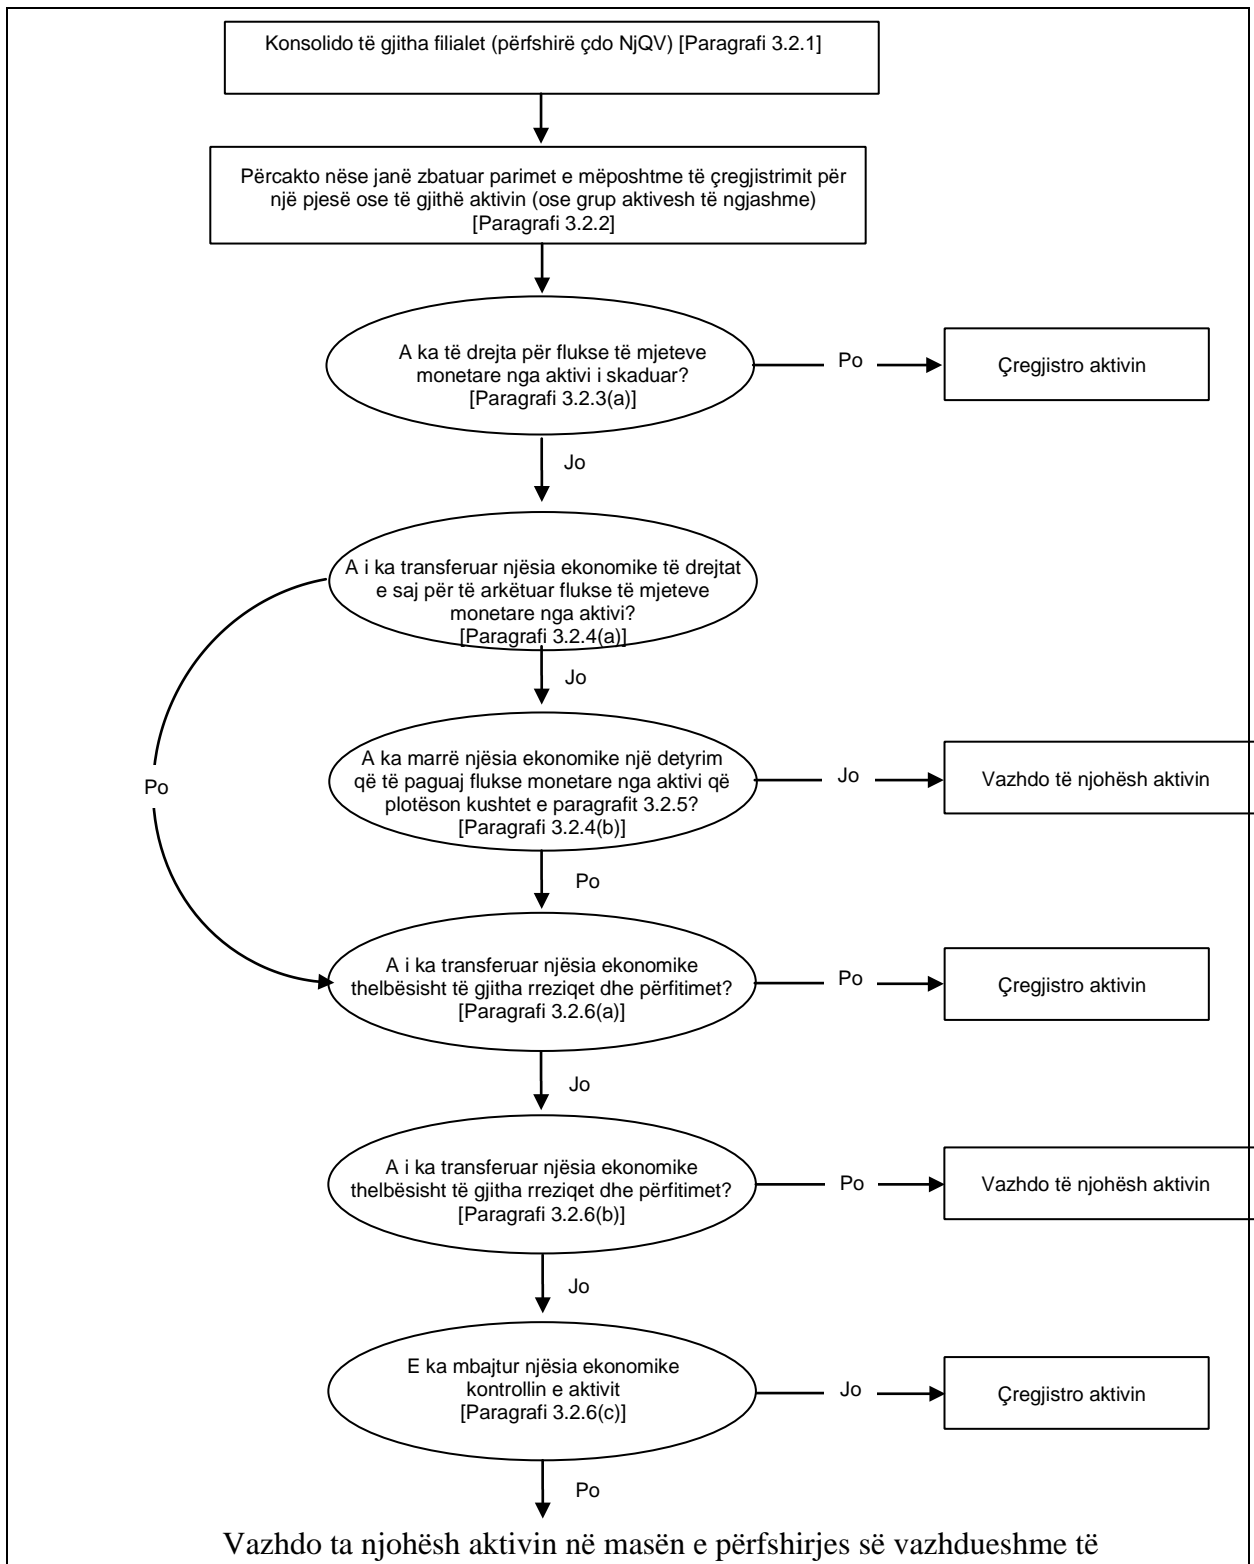 Konsolido të gjitha filialet (përfshirë çdo NjQV) [Paragrafi 3.2.1]
Përcakto nëse janë zbatuar parimet e mëposhtme të çregjistrimit për
një pjesë ose të gjithë aktivin (ose grup aktivesh të ngjashme)
[Paragrafi 3.2.2]
A ka të drejta për flukse të mjeteve
monetare nga aktivi i skaduar?
[Paragrafi 3.2.3(a)]
Po
Çregjistro aktivin
Jo
A i ka transferuar njësia ekonomike të drejtat
e saj për të arkëtuar flukse të mjeteve
monetare nga aktivi?
[Paragrafi 3.2.4(a)]
Jo
Po
A ka marrë njësia ekonomike një detyrim
që të paguaj flukse monetare nga aktivi që
plotëson kushtet e paragrafit 3.2.5?
[Paragrafi 3.2.4(b)]
Jo
Vazhdo të njohësh aktivin
Po
A i ka transferuar njësia ekonomike
thelbësisht të gjitha rreziqet dhe përfitimet?
[Paragrafi 3.2.6(a)]
Po
Çregjistro aktivin
Jo
A i ka transferuar njësia ekonomike
thelbësisht të gjitha rreziqet dhe përfitimet?
[Paragrafi 3.2.6(b)]
Po
Vazhdo të njohësh aktivin
Jo
E ka mbajtur njësia ekonomike
kontrollin e aktivit
[Paragrafi 3.2.6(c)]
Jo
Çregjistro aktivin
Po
Vazhdo ta njohësh aktivin në masën e përfshirjes së vazhdueshme të